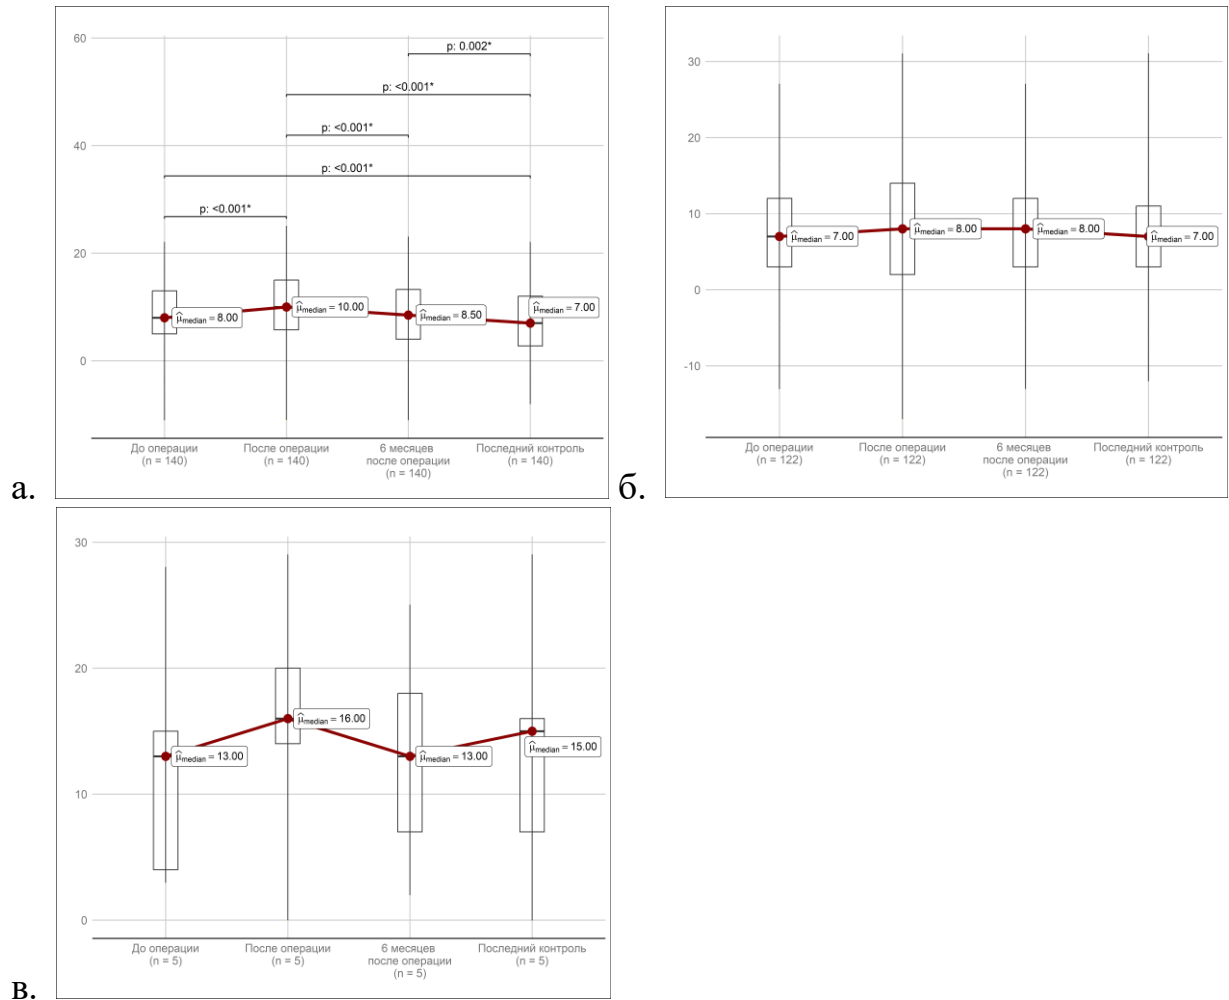 60
40
20
0
p: 0.002*
p: <0.001*
p: <0.001*
p: <0.001*
p: <0.001*
μ̂median = 8.00
μ̂median = 10.00
μ̂median = 8.50
μ̂median = 7.00
До операции
(n = 140)
После операции
(n = 140)
6 месяцев
после операции
(n = 140)
Последний контроль
(n = 140)
а.
30
20
10
0
-10
μ̂median = 7.00
μ̂median = 8.00
μ̂median = 8.00
μ̂median = 7.00
До операции
(n = 122)
После операции
(n = 122)
6 месяцев
после операции
(n = 122)
Последний контроль
(n = 122)
б.
30
20
10
0
μ̂median = 13.00
μ̂median = 16.00
μ̂median = 13.00
μ̂median = 15.00
До операции
(n = 5)
После операции
(n = 5)
6 месяцев
после операции
(n = 5)
Последний контроль
(n = 5)
в.